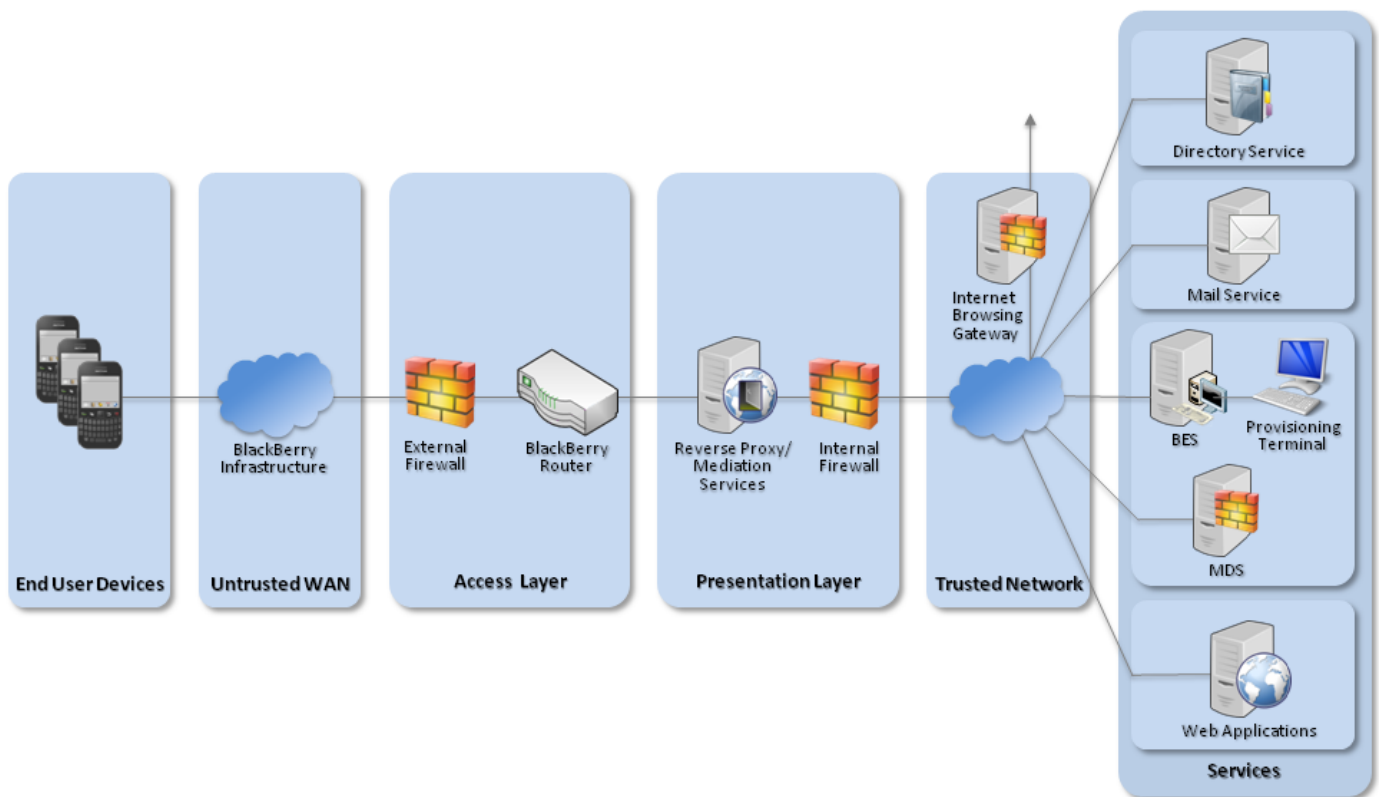 End User Devices
BlackBerry
Infrastructure
Untrusted WAN
External
Firewall
BlackBerry
Router
Access Layer
Reverse Proxy/
Mediation
Services
Internal
Firewall
Presentation Layer
Internet
Browsing
Gateway
Trusted Network
Directory Service
Mail Service
BES
Provisioning
Terminal
MDS
Web Applications
Services